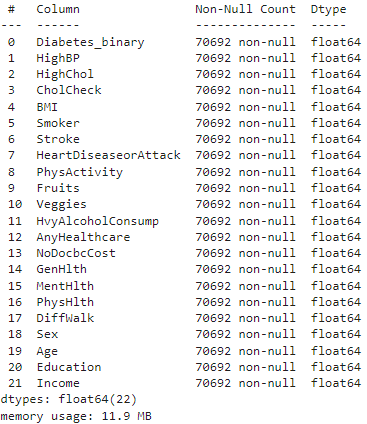 #   Column                Non-Null Count  Dtype
---  ------                --------------  -----
 0   Diabetes_binary       70692 non-null  float64
 1   HighBP                70692 non-null  float64
 2   HighChol              70692 non-null  float64
 3   CholCheck             70692 non-null  float64
 4   BMI                   70692 non-null  float64
 5   Smoker                70692 non-null  float64
 6   Stroke                70692 non-null  float64
 7   HeartDiseaseorAttack  70692 non-null  float64
 8   PhysActivity          70692 non-null  float64
 9   Fruits                70692 non-null  float64
 10  Veggies               70692 non-null  float64
 11  HvyAlcoholConsump     70692 non-null  float64
 12  AnyHealthcare         70692 non-null  float64
 13  NoDocbcCost           70692 non-null  float64
 14  GenHlth               70692 non-null  float64
 15  MentHlth              70692 non-null  float64
 16  PhysHlth              70692 non-null  float64
 17  DiffWalk              70692 non-null  float64
 18  Sex                   70692 non-null  float64
 19  Age                   70692 non-null  float64
 20  Education             70692 non-null  float64
 21  Income                70692 non-null  float64
dtypes: float64(22)
memory usage: 11.9 MB